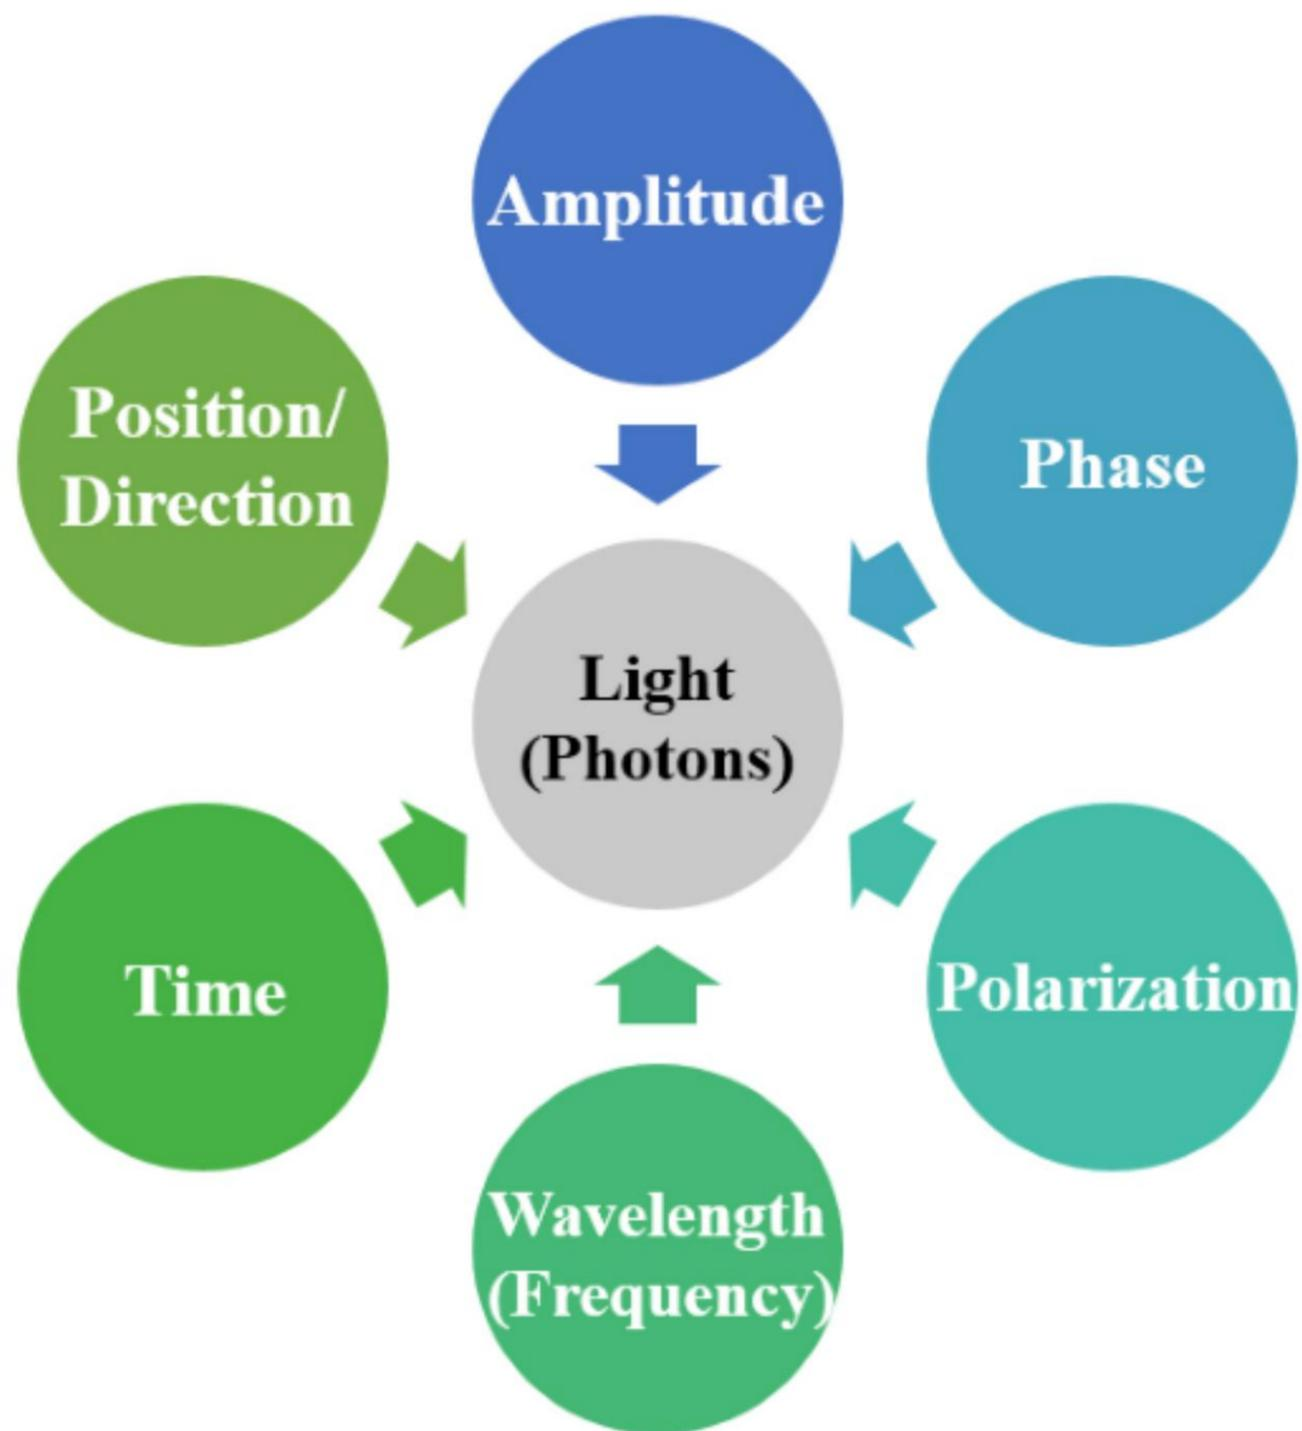 Amplitude
Position/
Direction
Phase
Light
(Photons)
Time
Polarization
Wavelength
(Frequency)